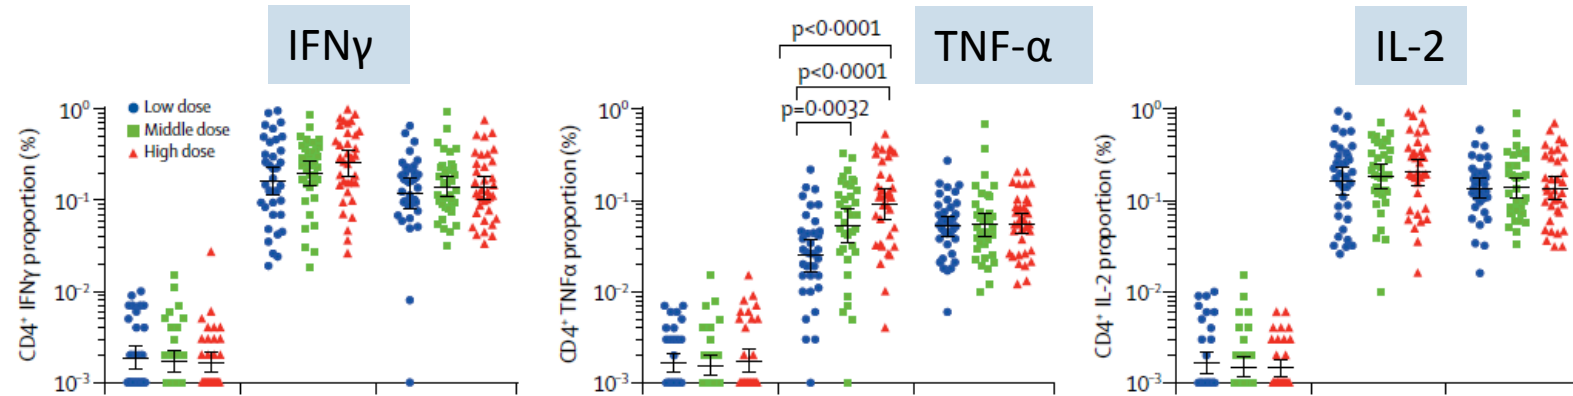 IFNγ
CD4⁺ IFNγ proportion (%)
10⁰
10⁻¹
10⁻²
10⁻³
Low dose
Middle dose
High dose
TNF-α
p<0·0001
p<0·0001
p=0·0032
CD4⁺ TNFα proportion (%)
10⁰
10⁻¹
10⁻²
10⁻³
IL-2
CD4⁺ IL-2 proportion (%)
10⁰
10⁻¹
10⁻²
10⁻³